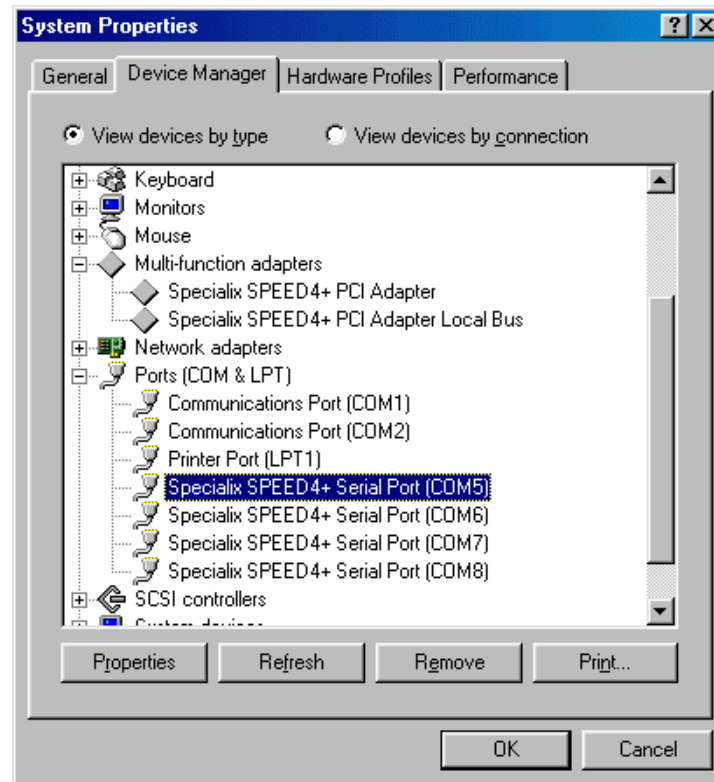 System Properties
? ×
General Device Manager Hardware Profiles Performance
View devices by type View devices by connection
Keyboard
Monitors
Mouse
Multi-function adapters
Specialix SPEED4+ PCI Adapter
Specialix SPEED4+ PCI Adapter Local Bus
Network adapters
Ports (COM & LPT)
Communications Port (COM1)
Communications Port (COM2)
Printer Port (LPT1)
Specialix SPEED4+ Serial Port (COM5)
Specialix SPEED4+ Serial Port (COM6)
Specialix SPEED4+ Serial Port (COM7)
Specialix SPEED4+ Serial Port (COM8)
SCSI controllers
Properties Refresh Remove Print...
OK Cancel